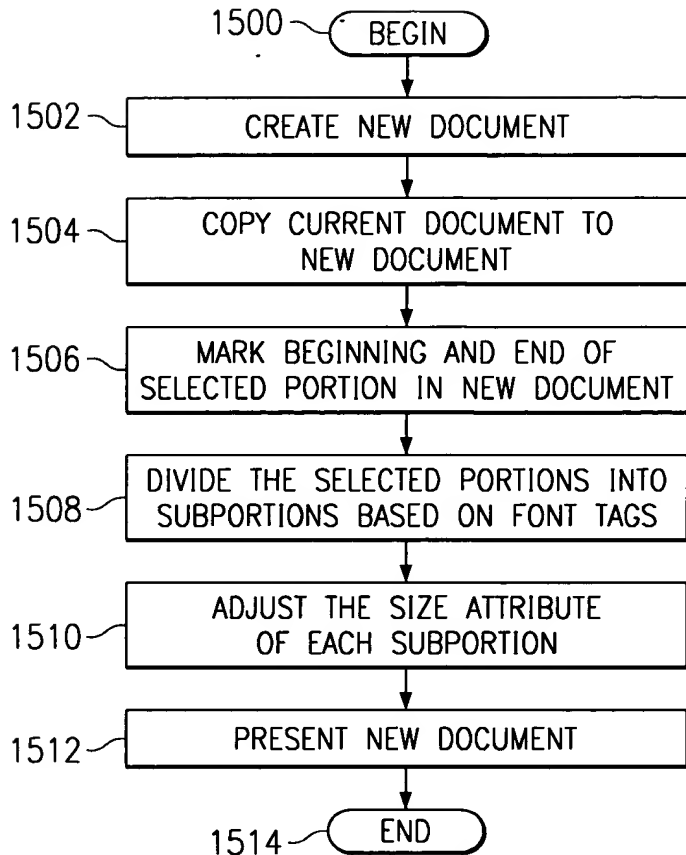 1500 BEGIN
1502 CREATE NEW DOCUMENT
1504 COPY CURRENT DOCUMENT TO
NEW DOCUMENT
1506 MARK BEGINNING AND END OF
SELECTED PORTION IN NEW DOCUMENT
1508 DIVIDE THE SELECTED PORTIONS INTO
SUBPORTIONS BASED ON FONT TAGS
1510 ADJUST THE SIZE ATTRIBUTE
OF EACH SUBPORTION
1512 PRESENT NEW DOCUMENT
1514 END